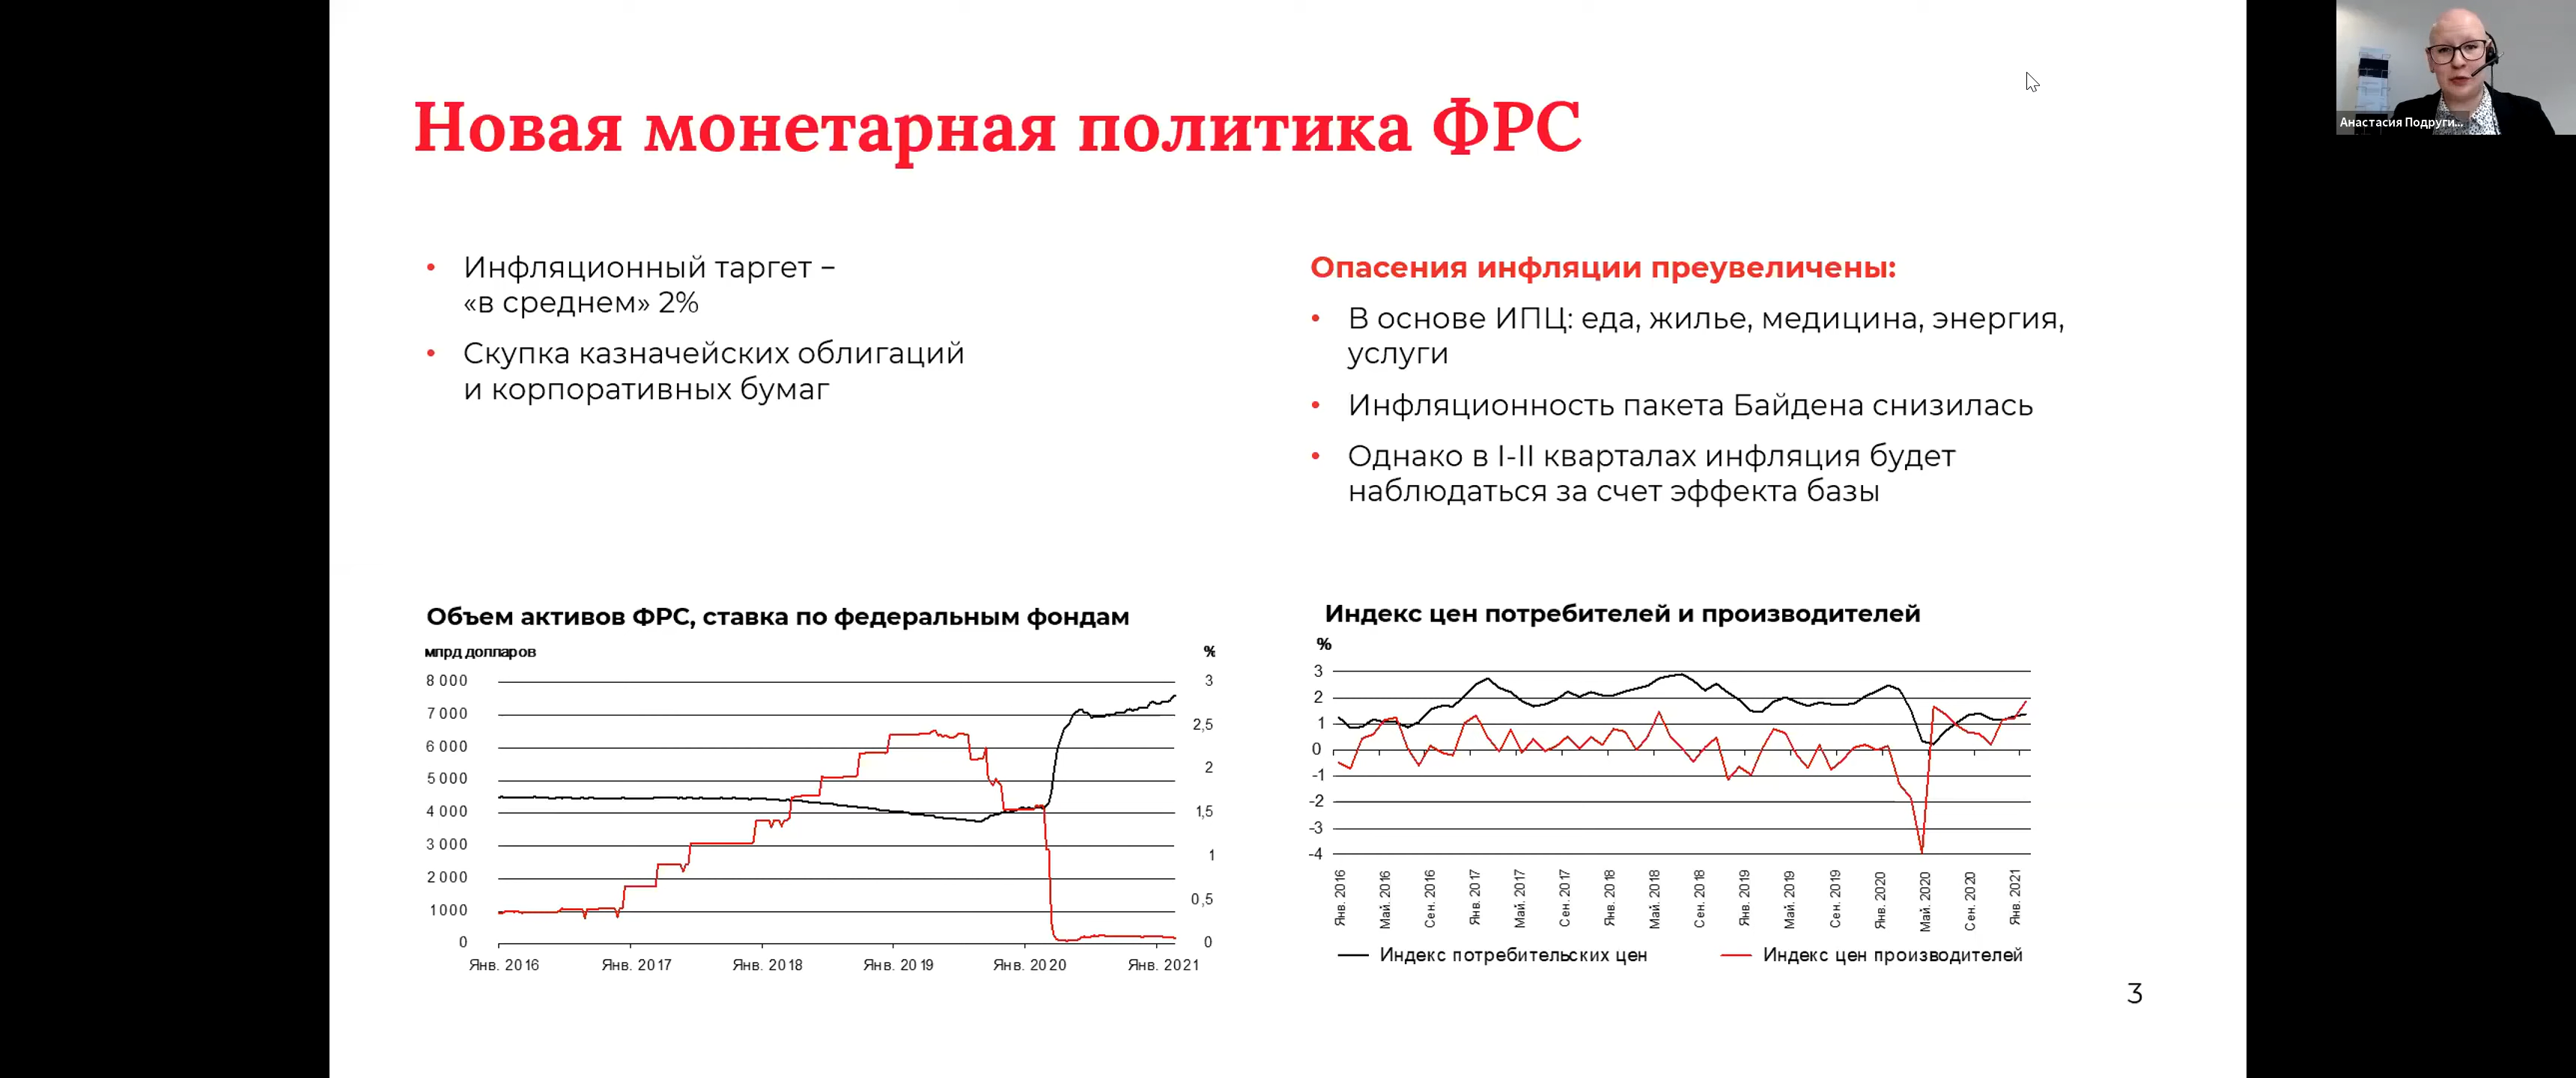 Новая монетарная политика ФРС
Анастасия Подруги...
Инфляционный таргет –
«в среднем» 2%
Скупка казначейских облигаций
и корпоративных бумаг
Опасения инфляции преувеличены:
В основе ИПЦ: еда, жилье, медицина, энергия,
услуги
Инфляционность пакета Байдена снизилась
Однако в I-II кварталах инфляция будет
наблюдаться за счет эффекта базы
Объем активов ФРС, ставка по федеральным фондам
млрд долларов
%
8 000
7 000
6 000
5 000
4 000
3 000
2 000
1000
0
3
2,5
2
1,5
1
0,5
0
Янв. 2016
Янв. 2017
Янв. 2018
Янв. 2019
Янв. 2020
Янв. 2021
Индекс цен потребителей и производителей
%
3
2
1
0
-1
-2
-3
-4
Янв. 2016
Май. 2016
Сен. 2016
Янв. 2017
Май. 2017
Сен. 2017
Янв. 2018
Май. 2018
Сен. 2018
Янв. 2019
Май. 2019
Сен. 2019
Янв. 2020
Май. 2020
Сен. 2020
Янв. 2021
Индекс потребительских цен
Индекс цен производителей
3